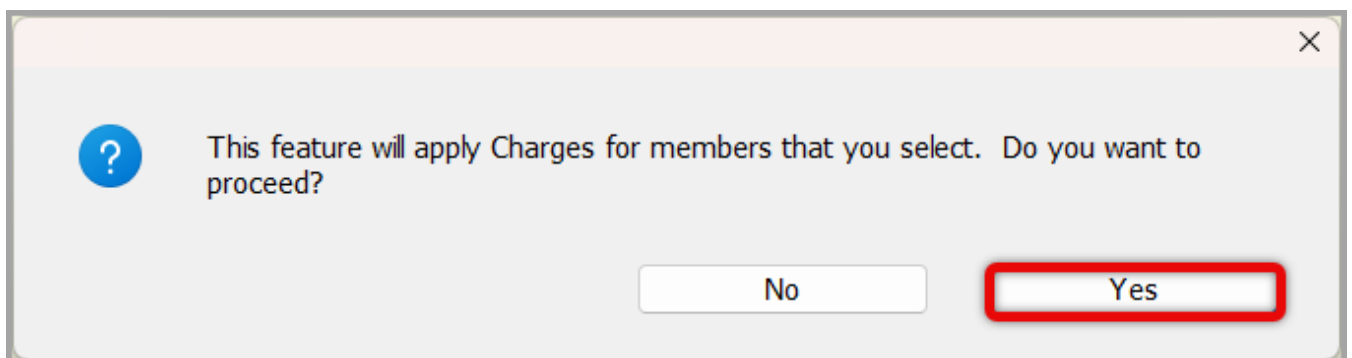 This feature will apply Charges for members that you select.  Do you want to
proceed?
No
Yes